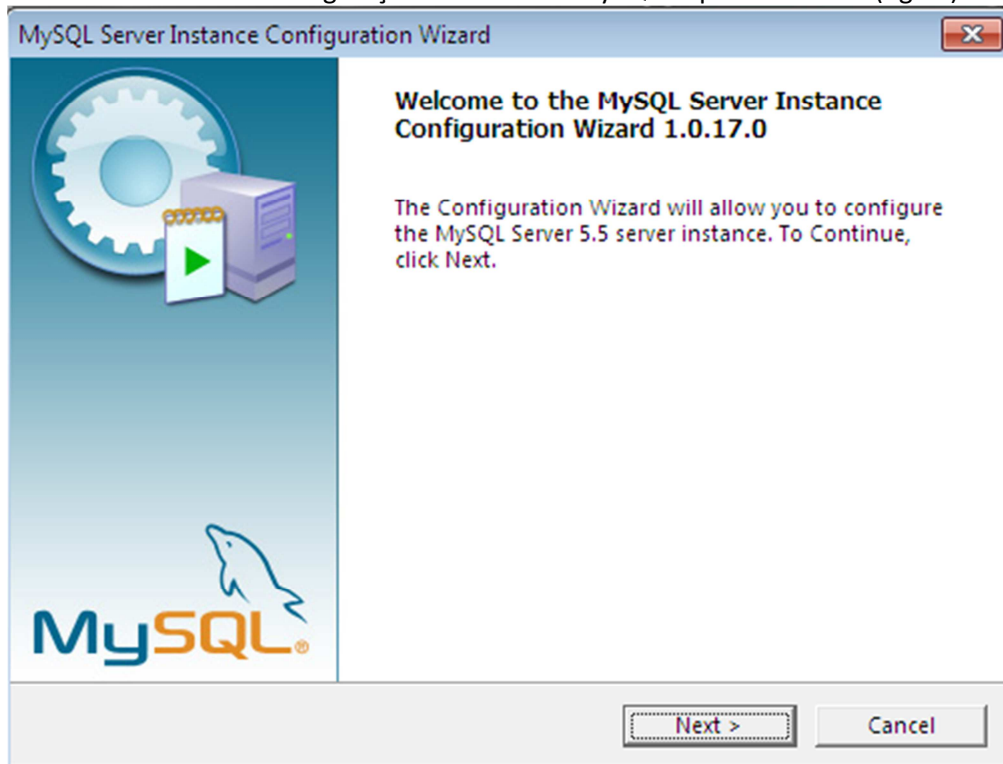 MySQL Server Instance Configuration Wizard
Welcome to the MySQL Server Instance
Configuration Wizard 1.0.17.0
The Configuration Wizard will allow you to configure
the MySQL Server 5.5 server instance. To Continue,
click Next.
MySQL®
Next >
Cancel